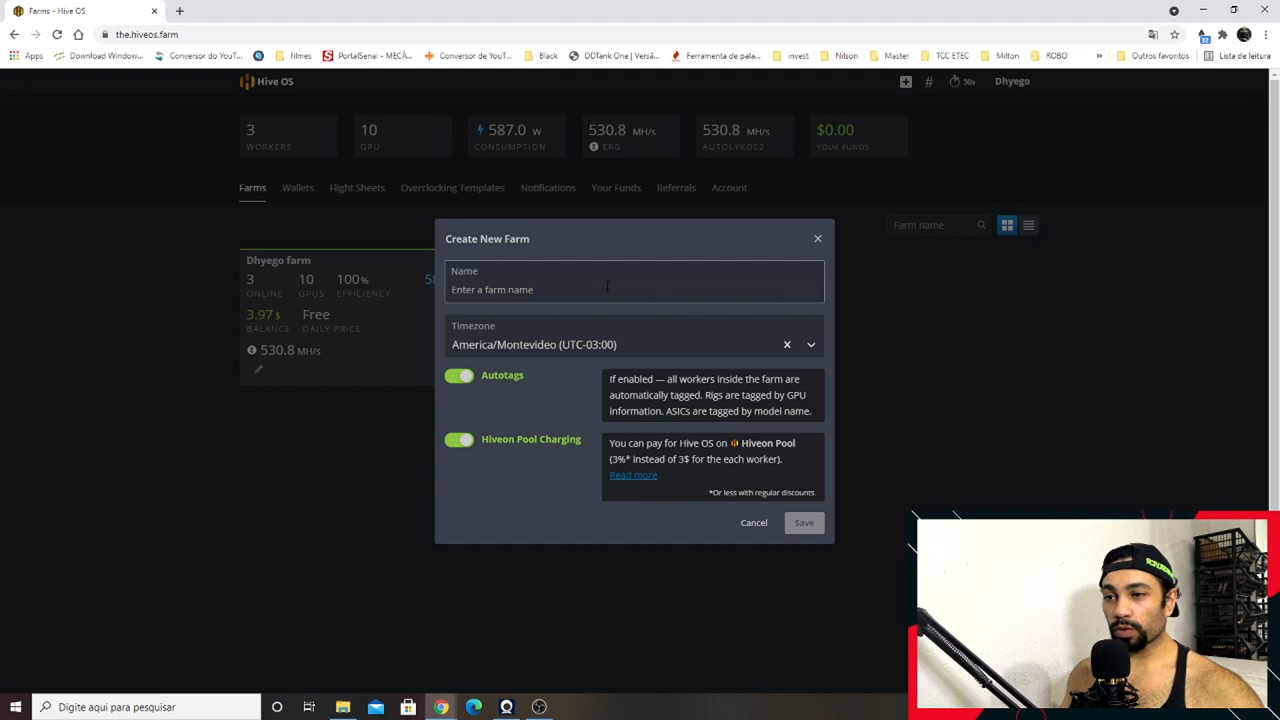 Farms - Hive OS
the.hiveos.farm
Apps
Download Window...
Conversor do YouT...
filmes
PortalSenai — MECÂ...
Conversor do YouT...
Black
DDTank One (Versã...
Ferramenta de pala...
invest
Nilson
Master
TCC ETEC
Milton
ROBO
»
Outros favoritos
Lista de leitura
Hive OS
# 30s Dhyego
3
WORKERS
10
GPU
587.0 W
CONSUMPTION
530.8 MH/s
ERG
530.8 MH/s
AUTOLYKOS2
$0.00
YOUR FUNDS
Farms Wallets Flight Sheets Overclocking Templates Notifications Your Funds Referrals Account
Farm name
Dhyego farm
3 10 100% 58
ONLINE GPUS EFFICIENCY
3.97 $ Free
BALANCE DAILY PRICE
530.8 MH/s
Create New Farm
Name
Enter a farm name
Timezone
America/Montevideo (UTC-03:00)
Autotags
If enabled — all workers inside the farm are
automatically tagged. Rigs are tagged by GPU
information. ASICs are tagged by model name.
Hiveon Pool Charging
You can pay for Hive OS on Hiveon Pool
(3%* instead of 3$ for the each worker).
Read more
*Or less with regular discounts.
Cancel Save
Digite aqui para pesquisar